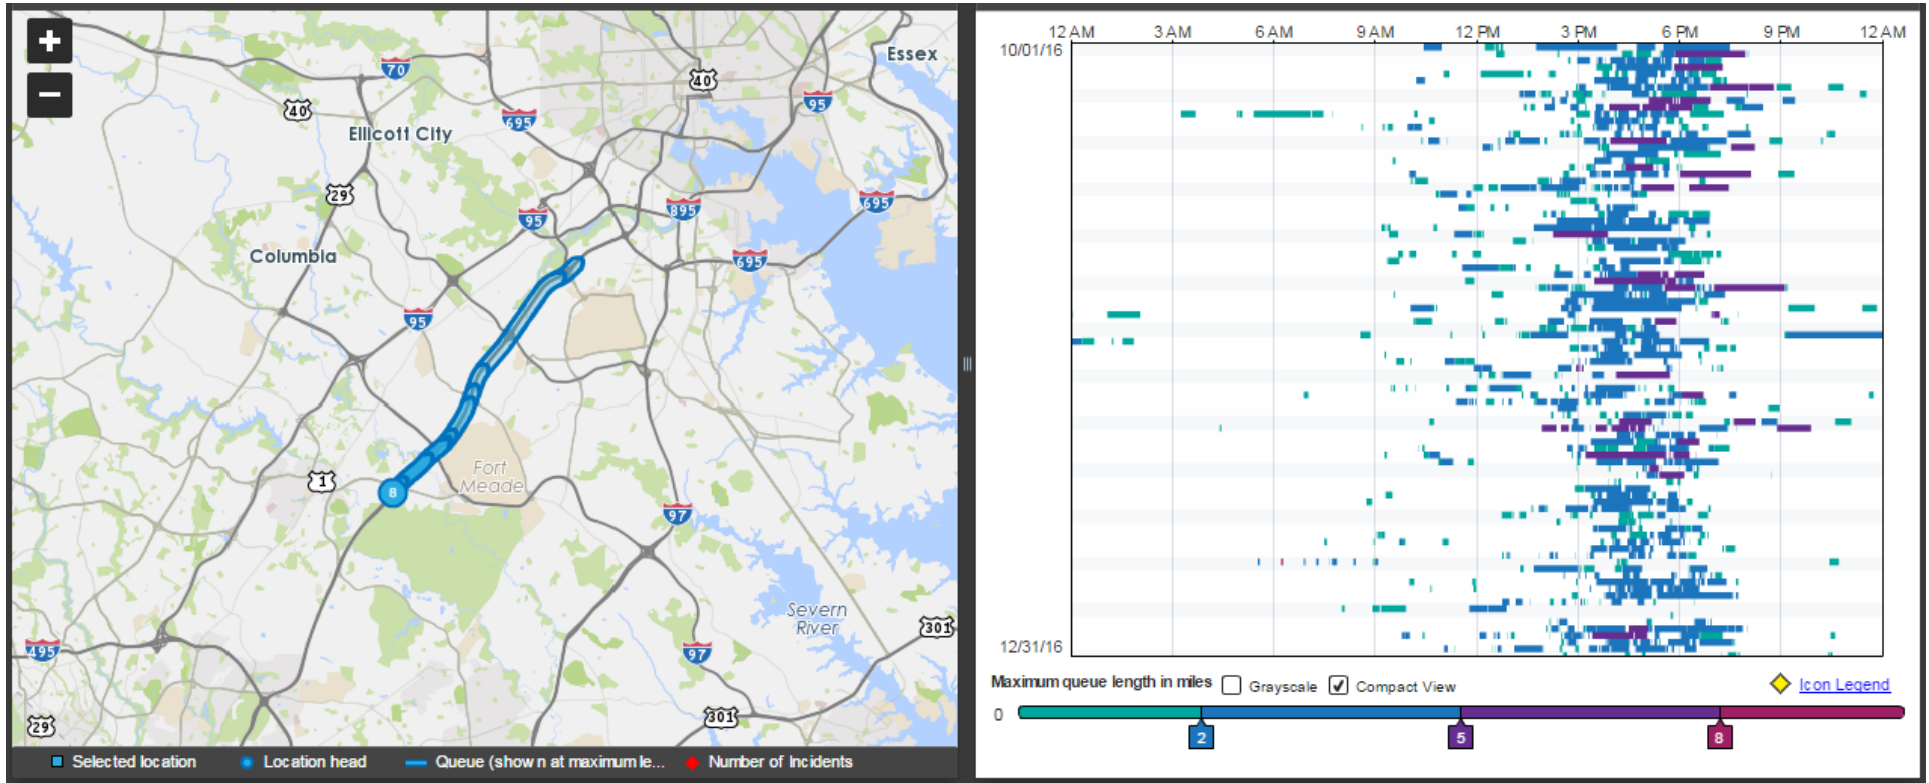 +
−
Essex
70
40
40
95
695
Ellicott City
29
95
895
695
Columbia
695
95
Fort
Meade
8
1
97
Severn
River
301
495
97
301
29
Selected location
Location head
Queue (shown at maximum le...
Number of Incidents
12 AM 3 AM 6 AM 9 AM 12 PM 3 PM 6 PM 9 PM 12 AM
10/01/16
12/31/16
Maximum queue length in miles Grayscale Compact View Icon Legend
0
2 5 8